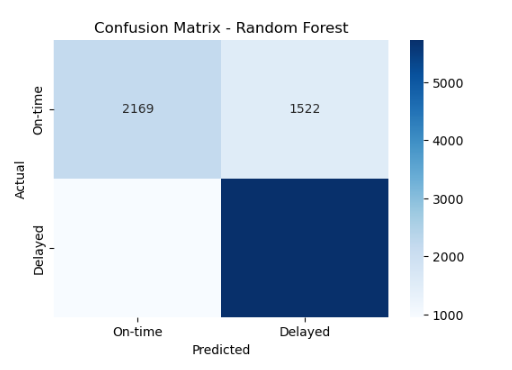 Confusion Matrix - Random Forest
On-time
2169
1522
5000
4000
3000
2000
1000
Actual
Delayed
On-time
Delayed
Predicted